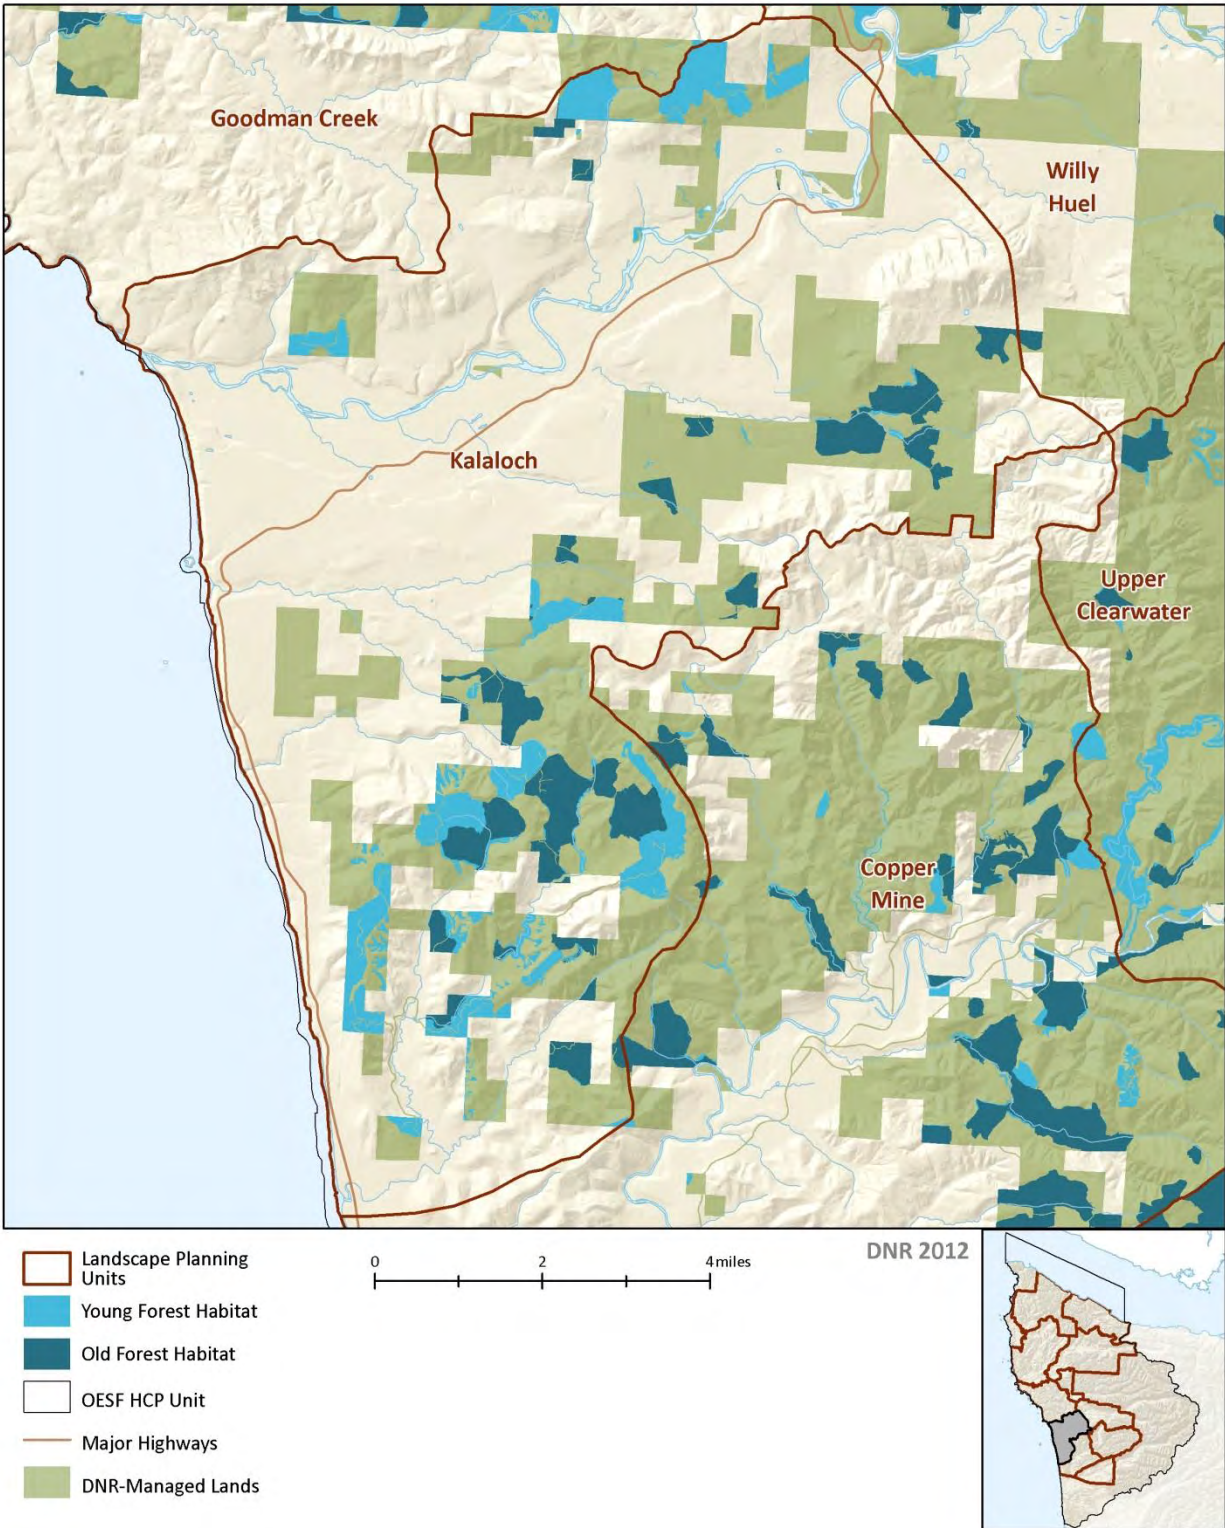 Goodman Creek
Willy
Huel
Kalaloch
Upper
Clearwater
Copper
Mine
Landscape Planning
Units
Young Forest Habitat
Old Forest Habitat
OESF HCP Unit
Major Highways
DNR-Managed Lands
0 2 4 miles
DNR 2012